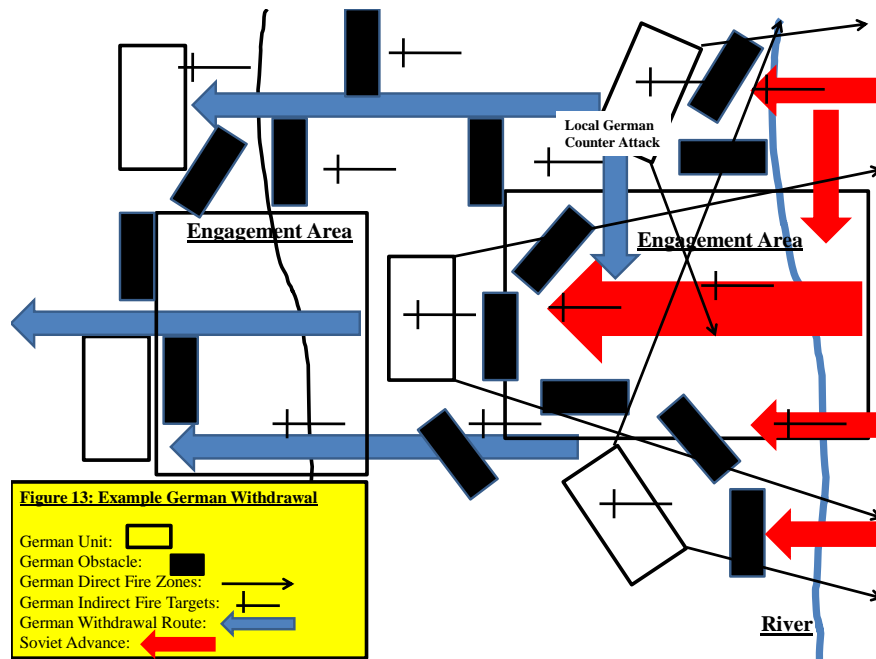 Local German
Counter Attack
Engagement Area
Engagement Area
Figure 13: Example German Withdrawal
German Unit:
German Obstacle:
German Direct Fire Zones:
German Indirect Fire Targets:
German Withdrawal Route:
Soviet Advance:
River